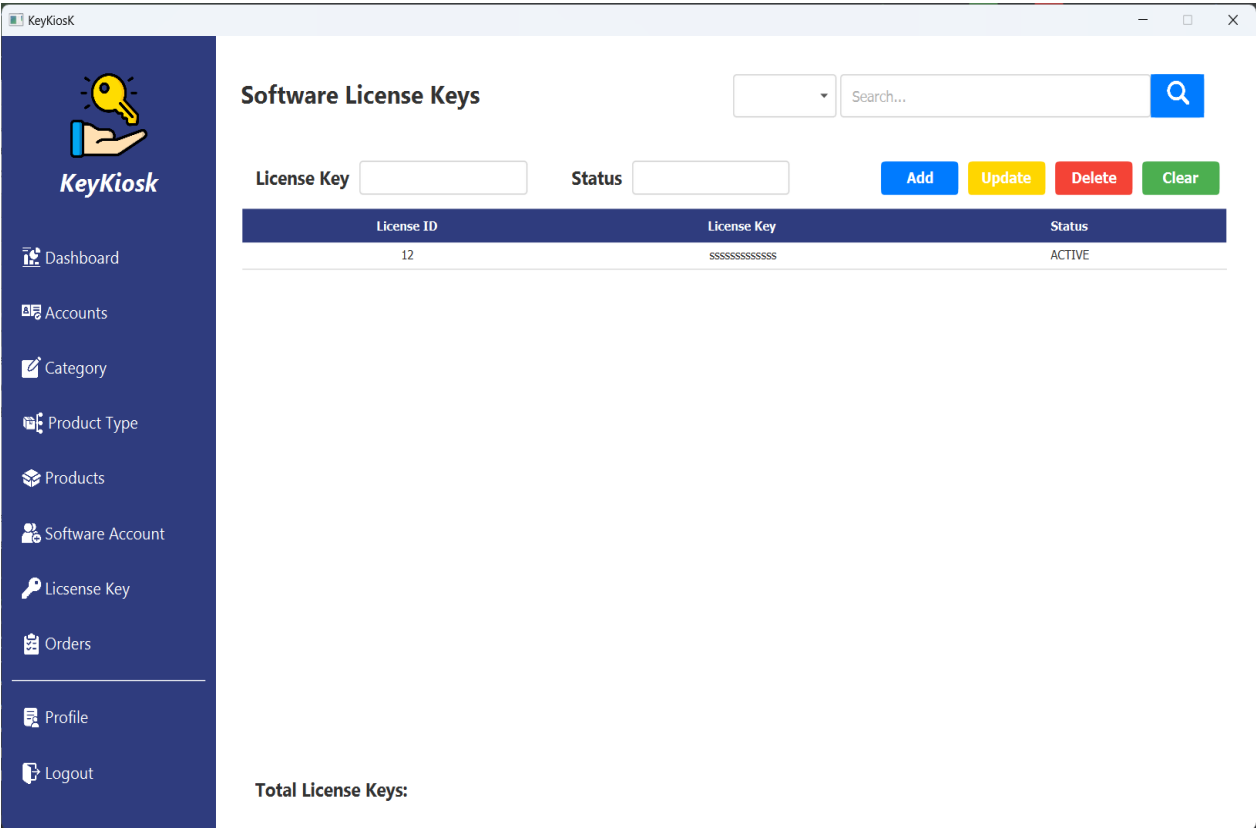 KeyKiosK
KeyKiosk
Dashboard
Accounts
Category
Product Type
Products
Software Account
Licsense Key
Orders
Profile
Logout
Software License Keys
Search...
License Key
Status
Add
Update
Delete
Clear
License ID License Key Status
12 sssssssssssss ACTIVE
Total License Keys: